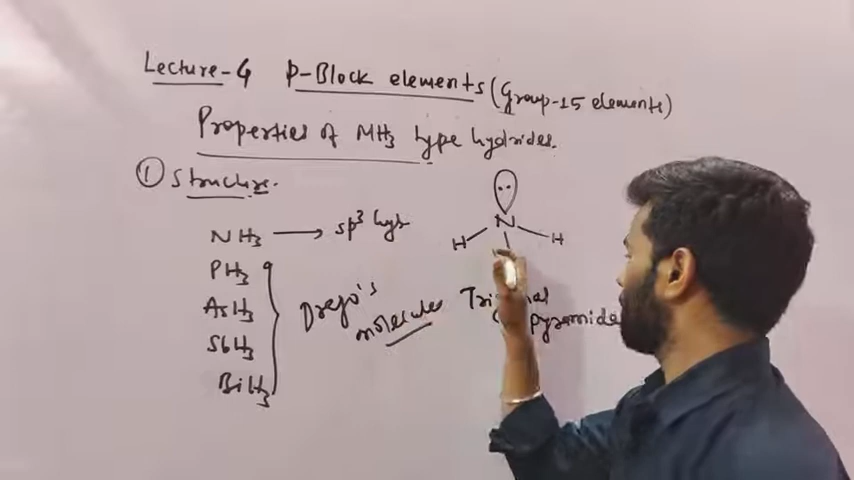 Lecture-4 P-Block elements (Group-15 elements)
Properties of MH3 type hydrides.
① Structure.
NH3 ⟶ sp3 hyb
N
H H
PH3
AsH3
SbH3
BiH3
Drago's
molecules
pyramidal